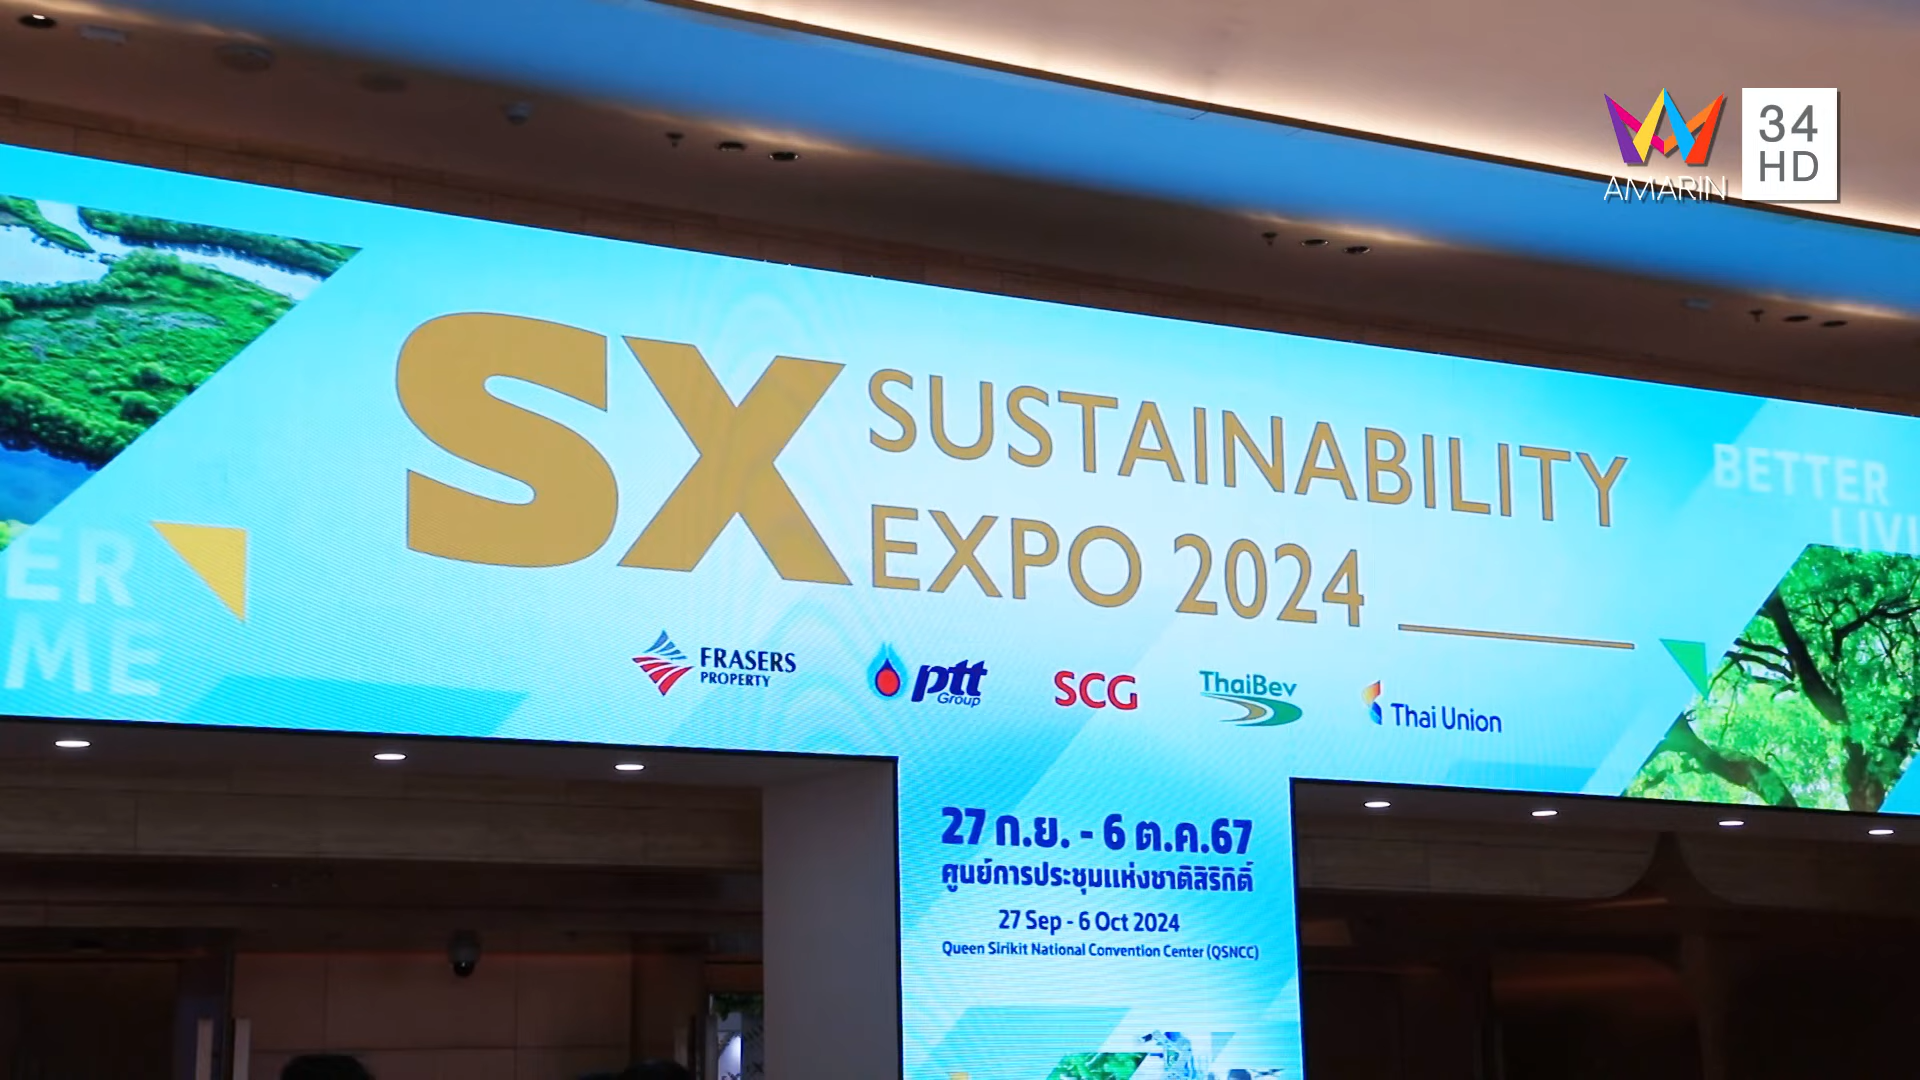 AMARIN
34
HD
SX
SUSTAINABILITY
EXPO 2024
BETTER
ER
ME
FRASERS
PROPERTY
ptt
Group
SCG
ThaiBev
Thai Union
27 ก.ย. - 6 ต.ค.67
ศูนย์การประชุมแห่งชาติสิริกิติ์
27 Sep - 6 Oct 2024
Queen Sirikit National Convention Center (QSNCC)